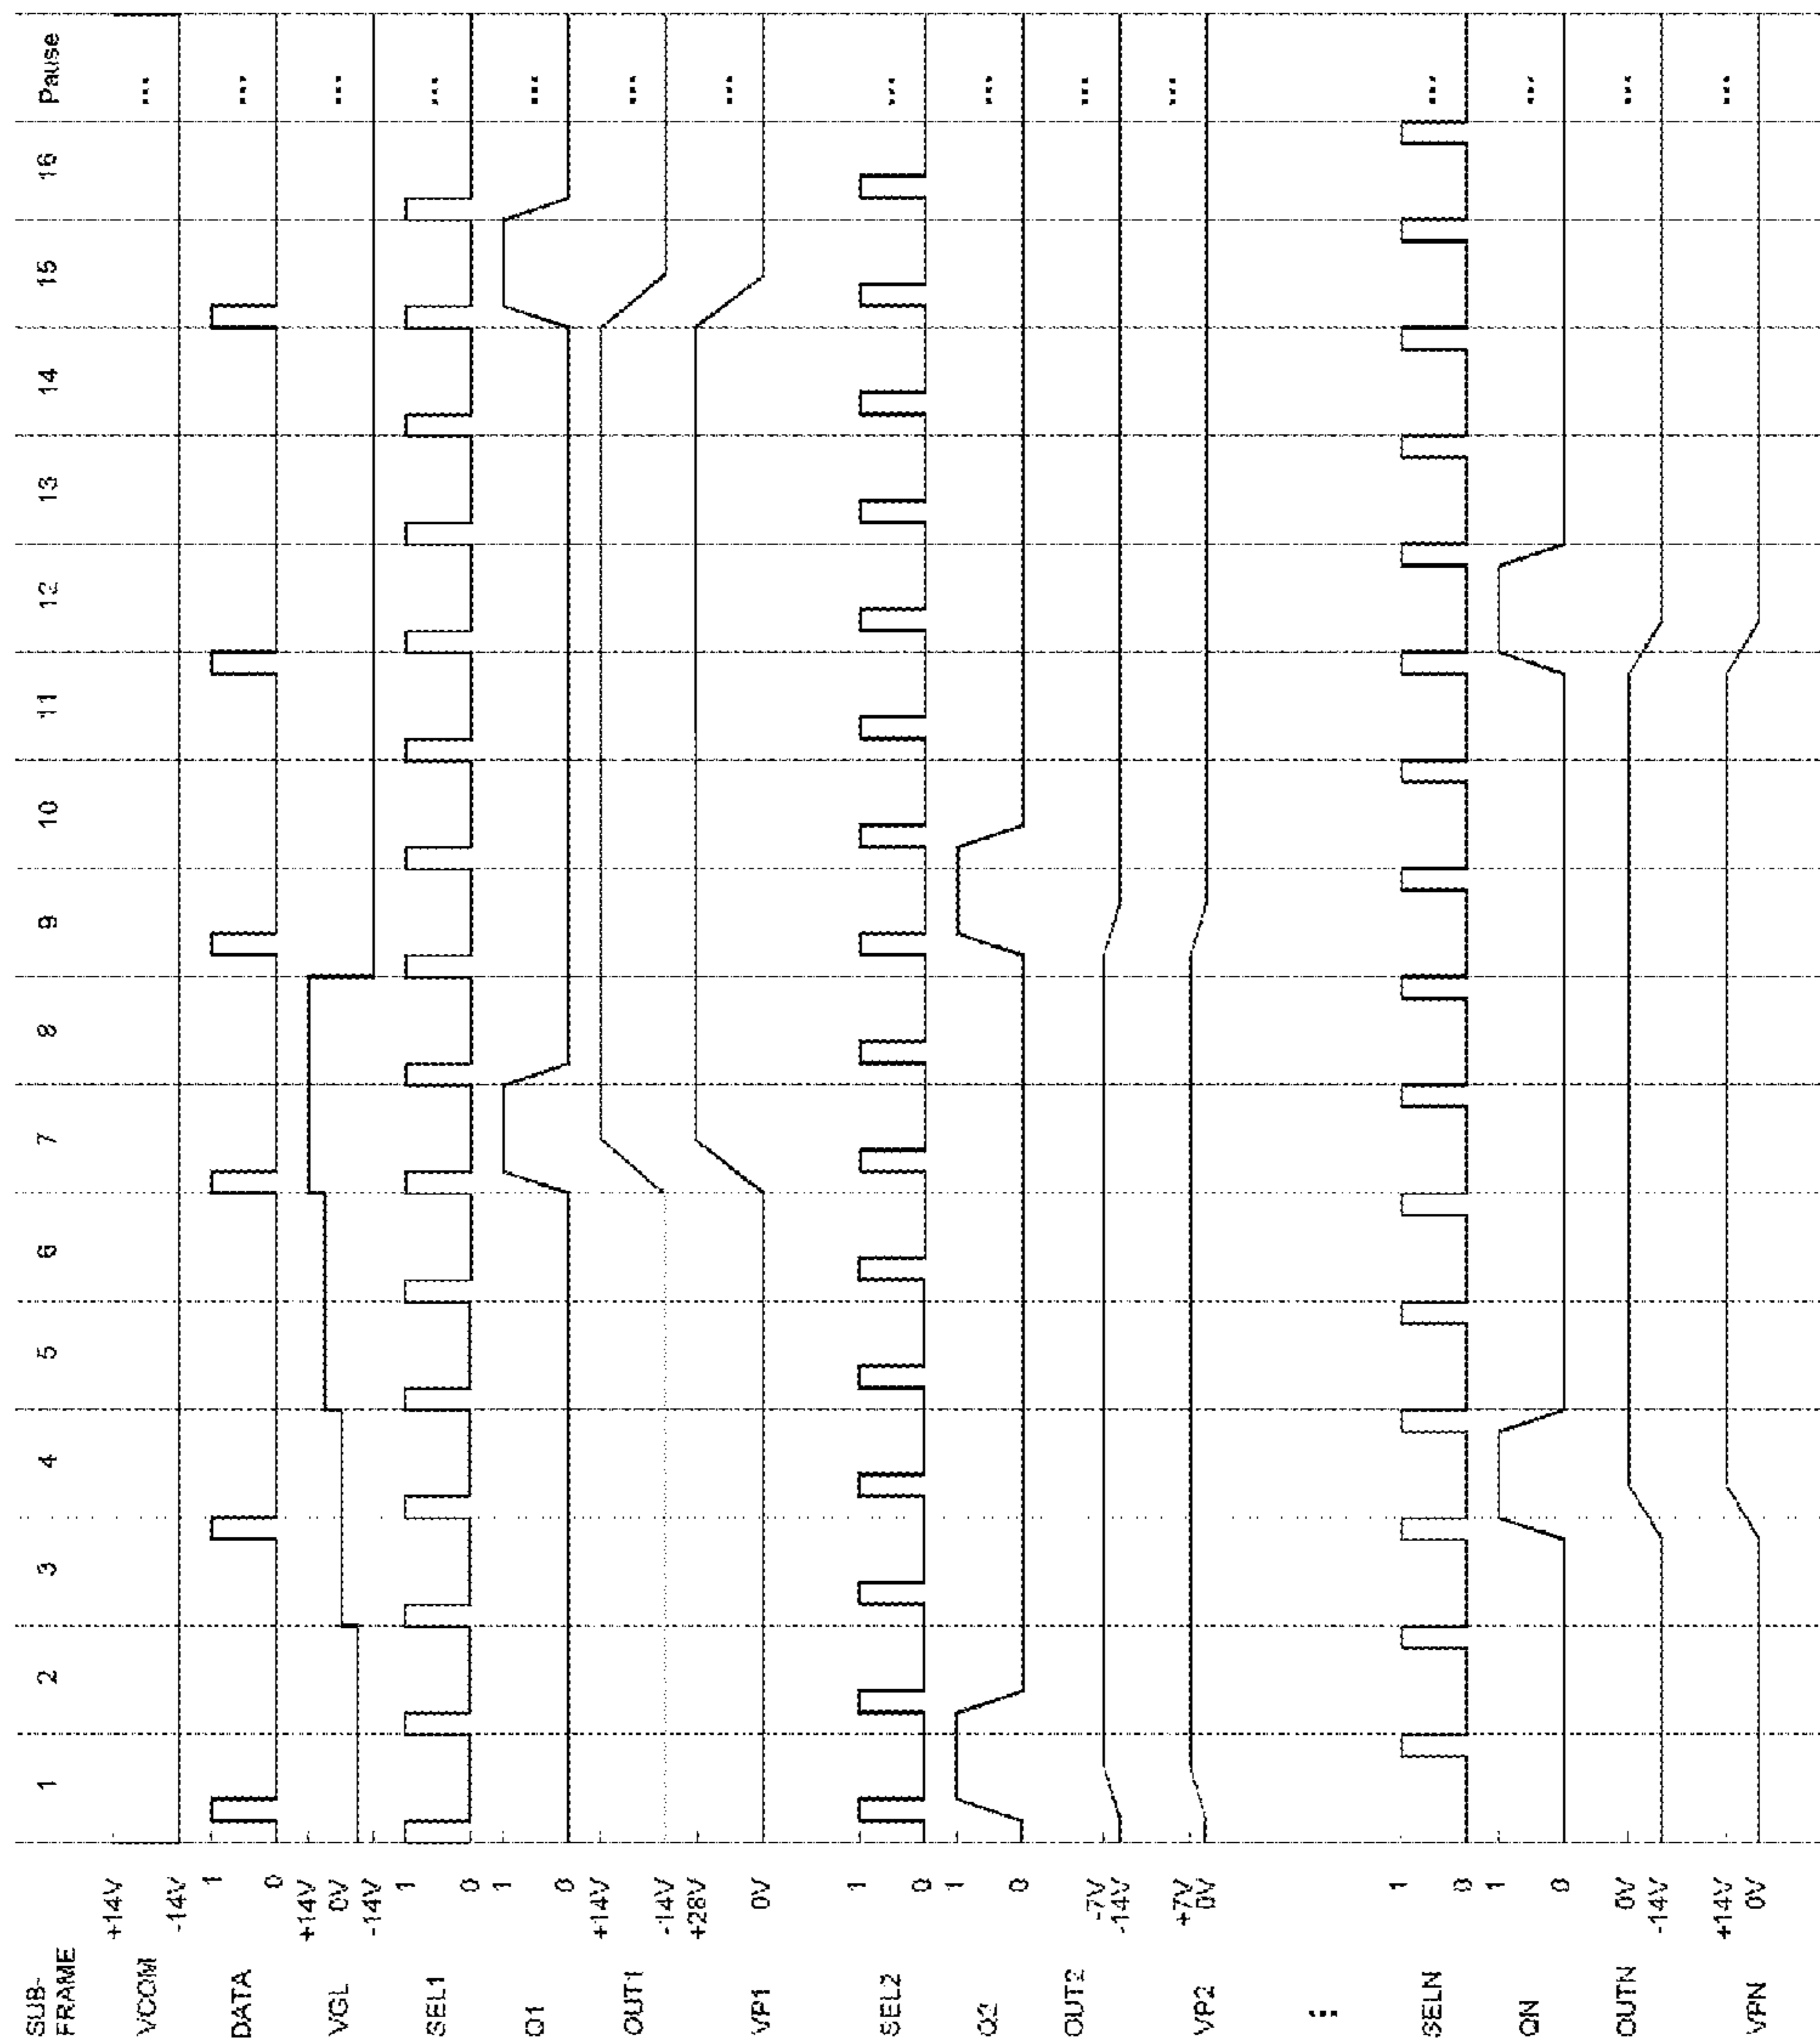 SUB-FRAME 1 2 3 4 5 6 7 8 9 10 11 12 13 14 15 16 Pause
VCOM +14V -14V ...
DATA 1 0 ...
VGL +14V 0V -14V ...
SEL1 1 0 ...
Q1 1 0 ...
OUT1 +14V -14V ...
VP1 +28V 0V ...
SEL2 1 0 ...
Q2 1 0 ...
OUT2 -7V -14V ...
VP2 +7V 0V ...
SELN 1 0 ...
QN 1 0 ...
OUTN 0V -14V ...
VPN +14V 0V ...